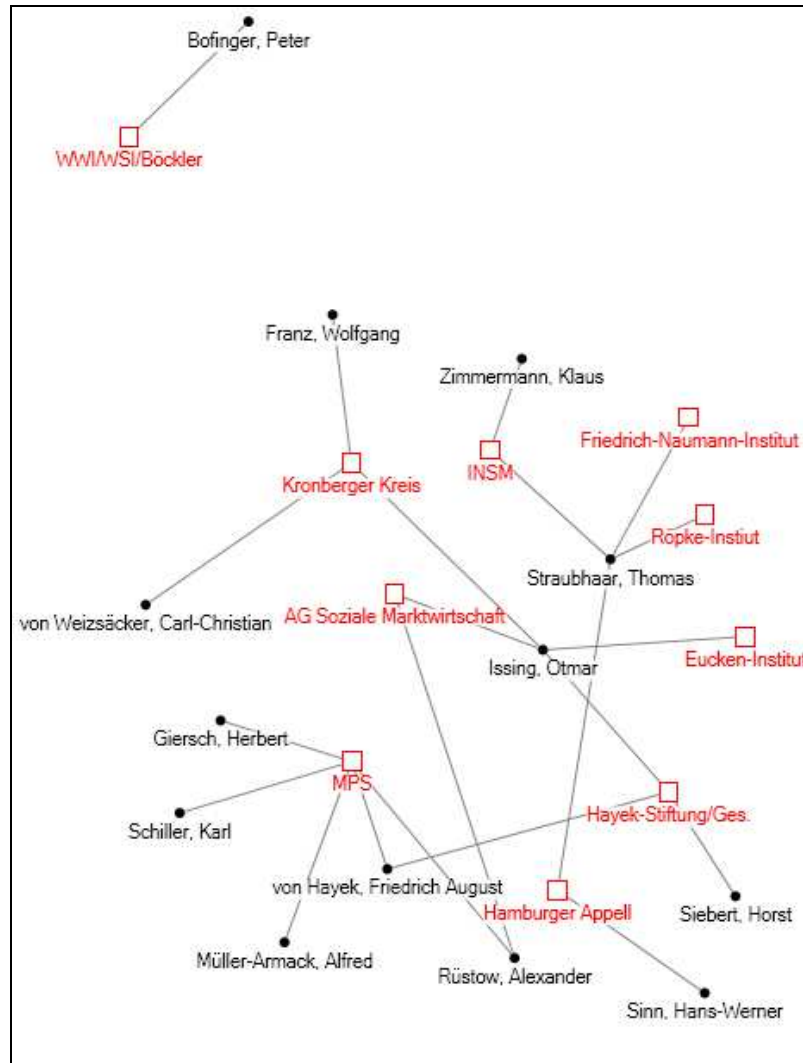 Bofinger, Peter
WWI/WSI/Böckler
Franz, Wolfgang
Zimmermann, Klaus
Friedrich-Naumann-Institut
INSM
Kronberger Kreis
Röpke-Instiut
Straubhaar, Thomas
AG Soziale Marktwirtschaft
von Weizsäcker, Carl-Christian
Eucken-Institut
Issing, Otmar
Giersch, Herbert
MPS
Hayek-Stiftung/Ges.
Schiller, Karl
von Hayek, Friedrich August
Hamburger Appell
Siebert, Horst
Müller-Armack, Alfred
Rüstow, Alexander
Sinn, Hans-Werner